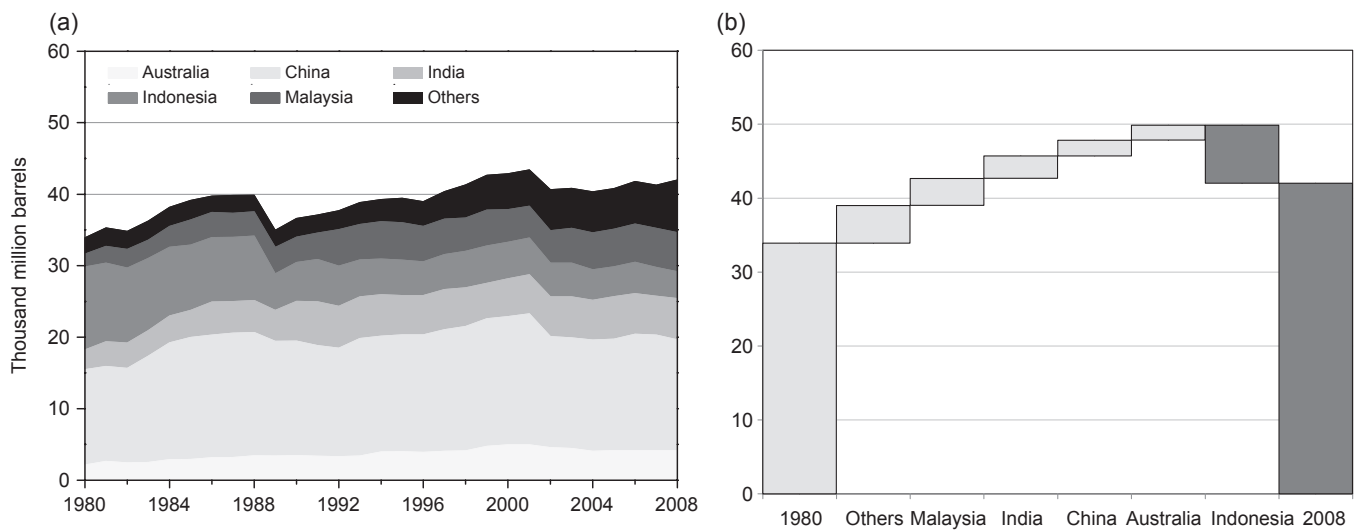 (a)
60
50
40
30
20
10
0
Thousand million barrels
Australia China India
Indonesia Malaysia Others
1980 1984 1988 1992 1996 2000 2004 2008
(b)
60
50
40
30
20
10
0
1980 Others Malaysia India China Australia Indonesia 2008